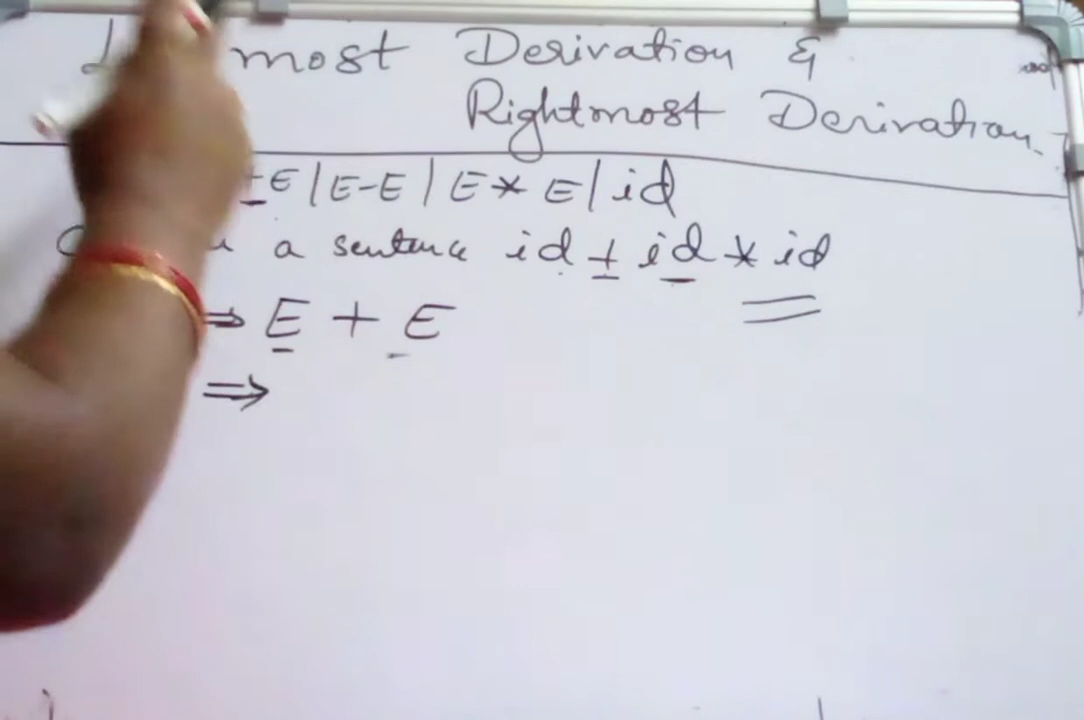 most Derivation &
Rightmost Derivation
E | E-E | E * E | id
a sentence id + id * id
⇒ E + E
⇒